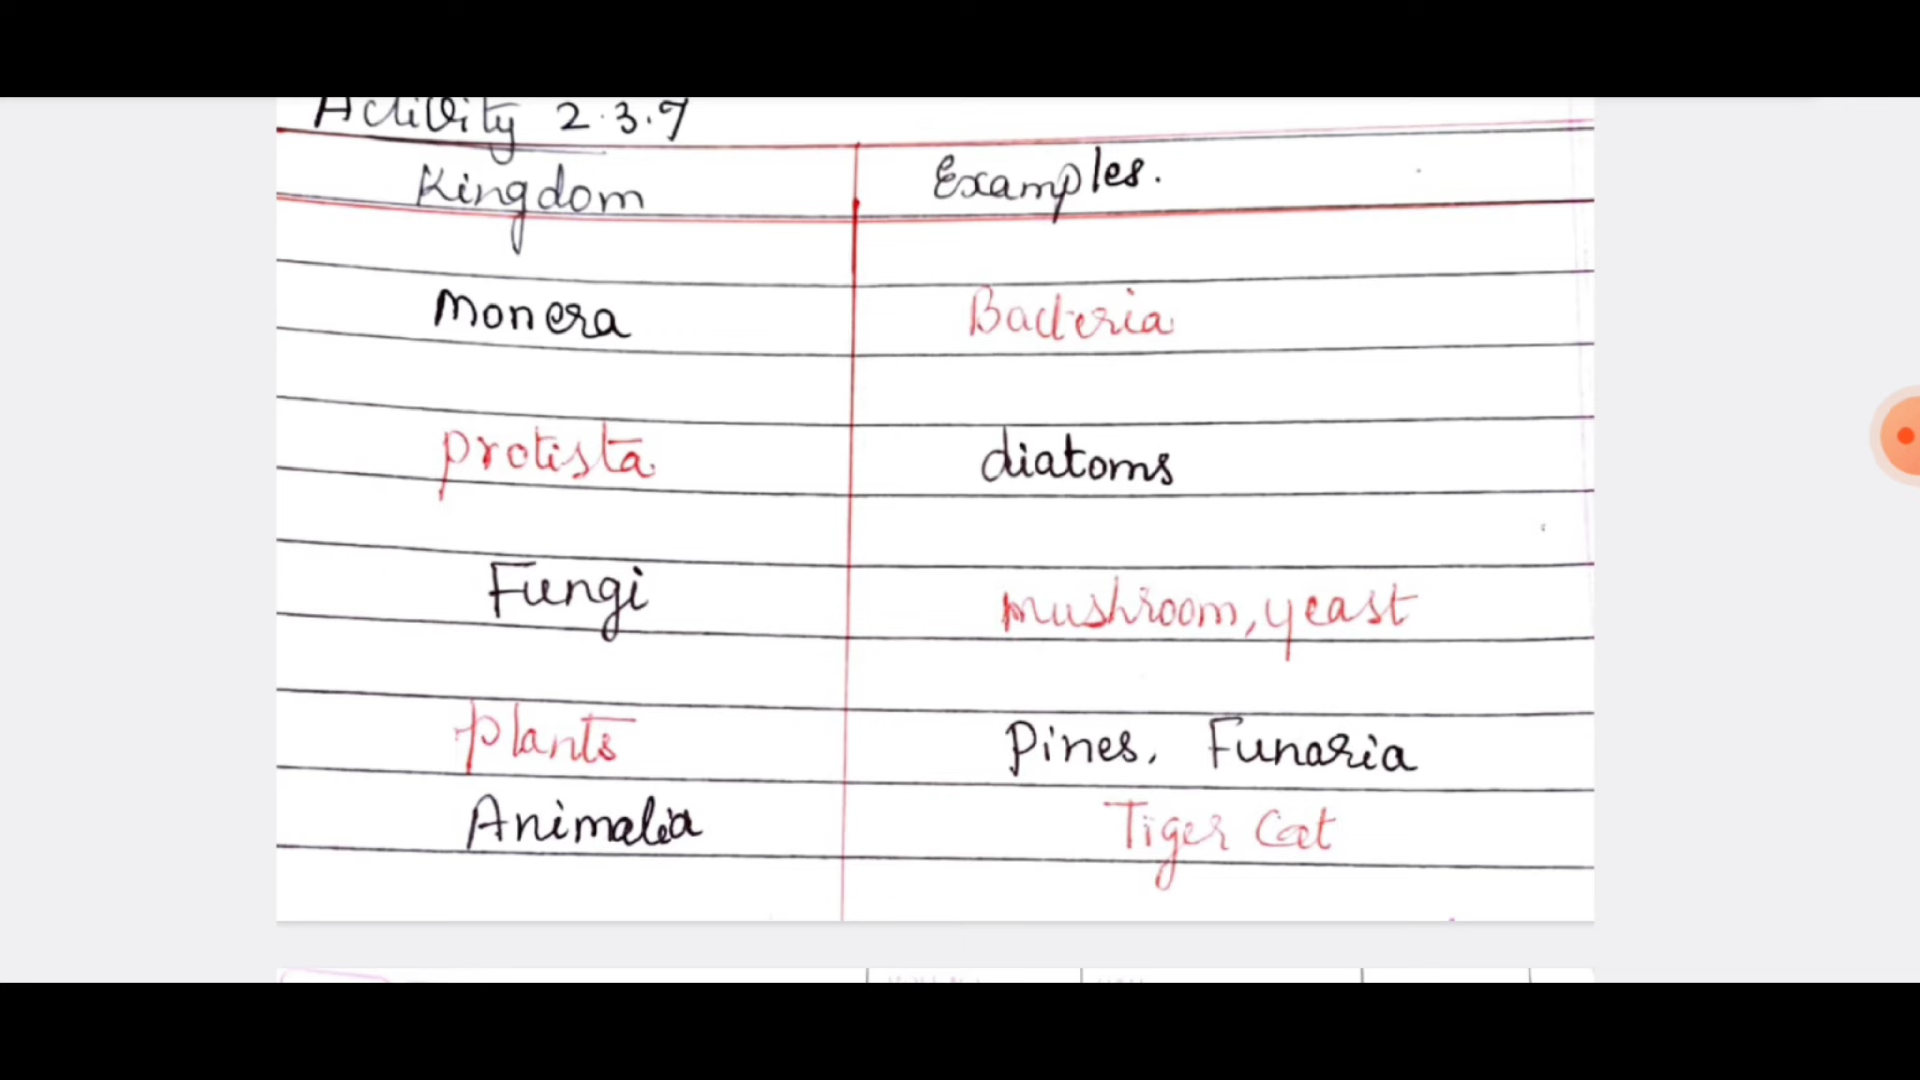 Activity 2.3.7
Kingdom Examples.
Monera Bacteria
protista diatoms
Fungi mushroom, yeast
plants Pines, Funaria
Animalia Tiger Cat